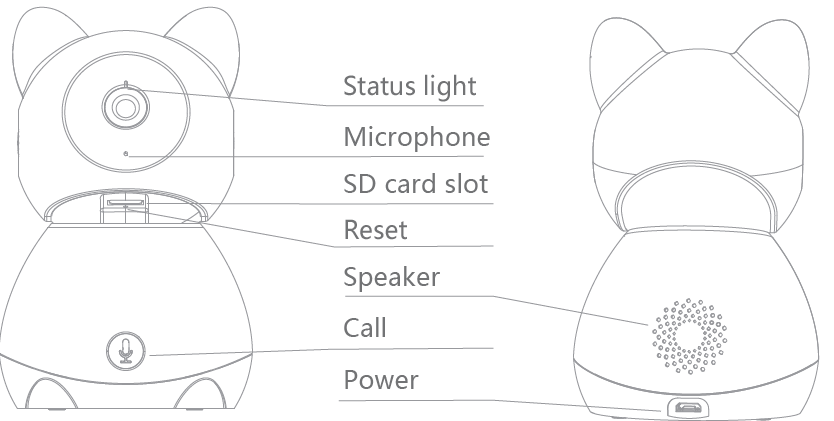 Status light
Microphone
SD card slot
Reset
Speaker
Call
Power